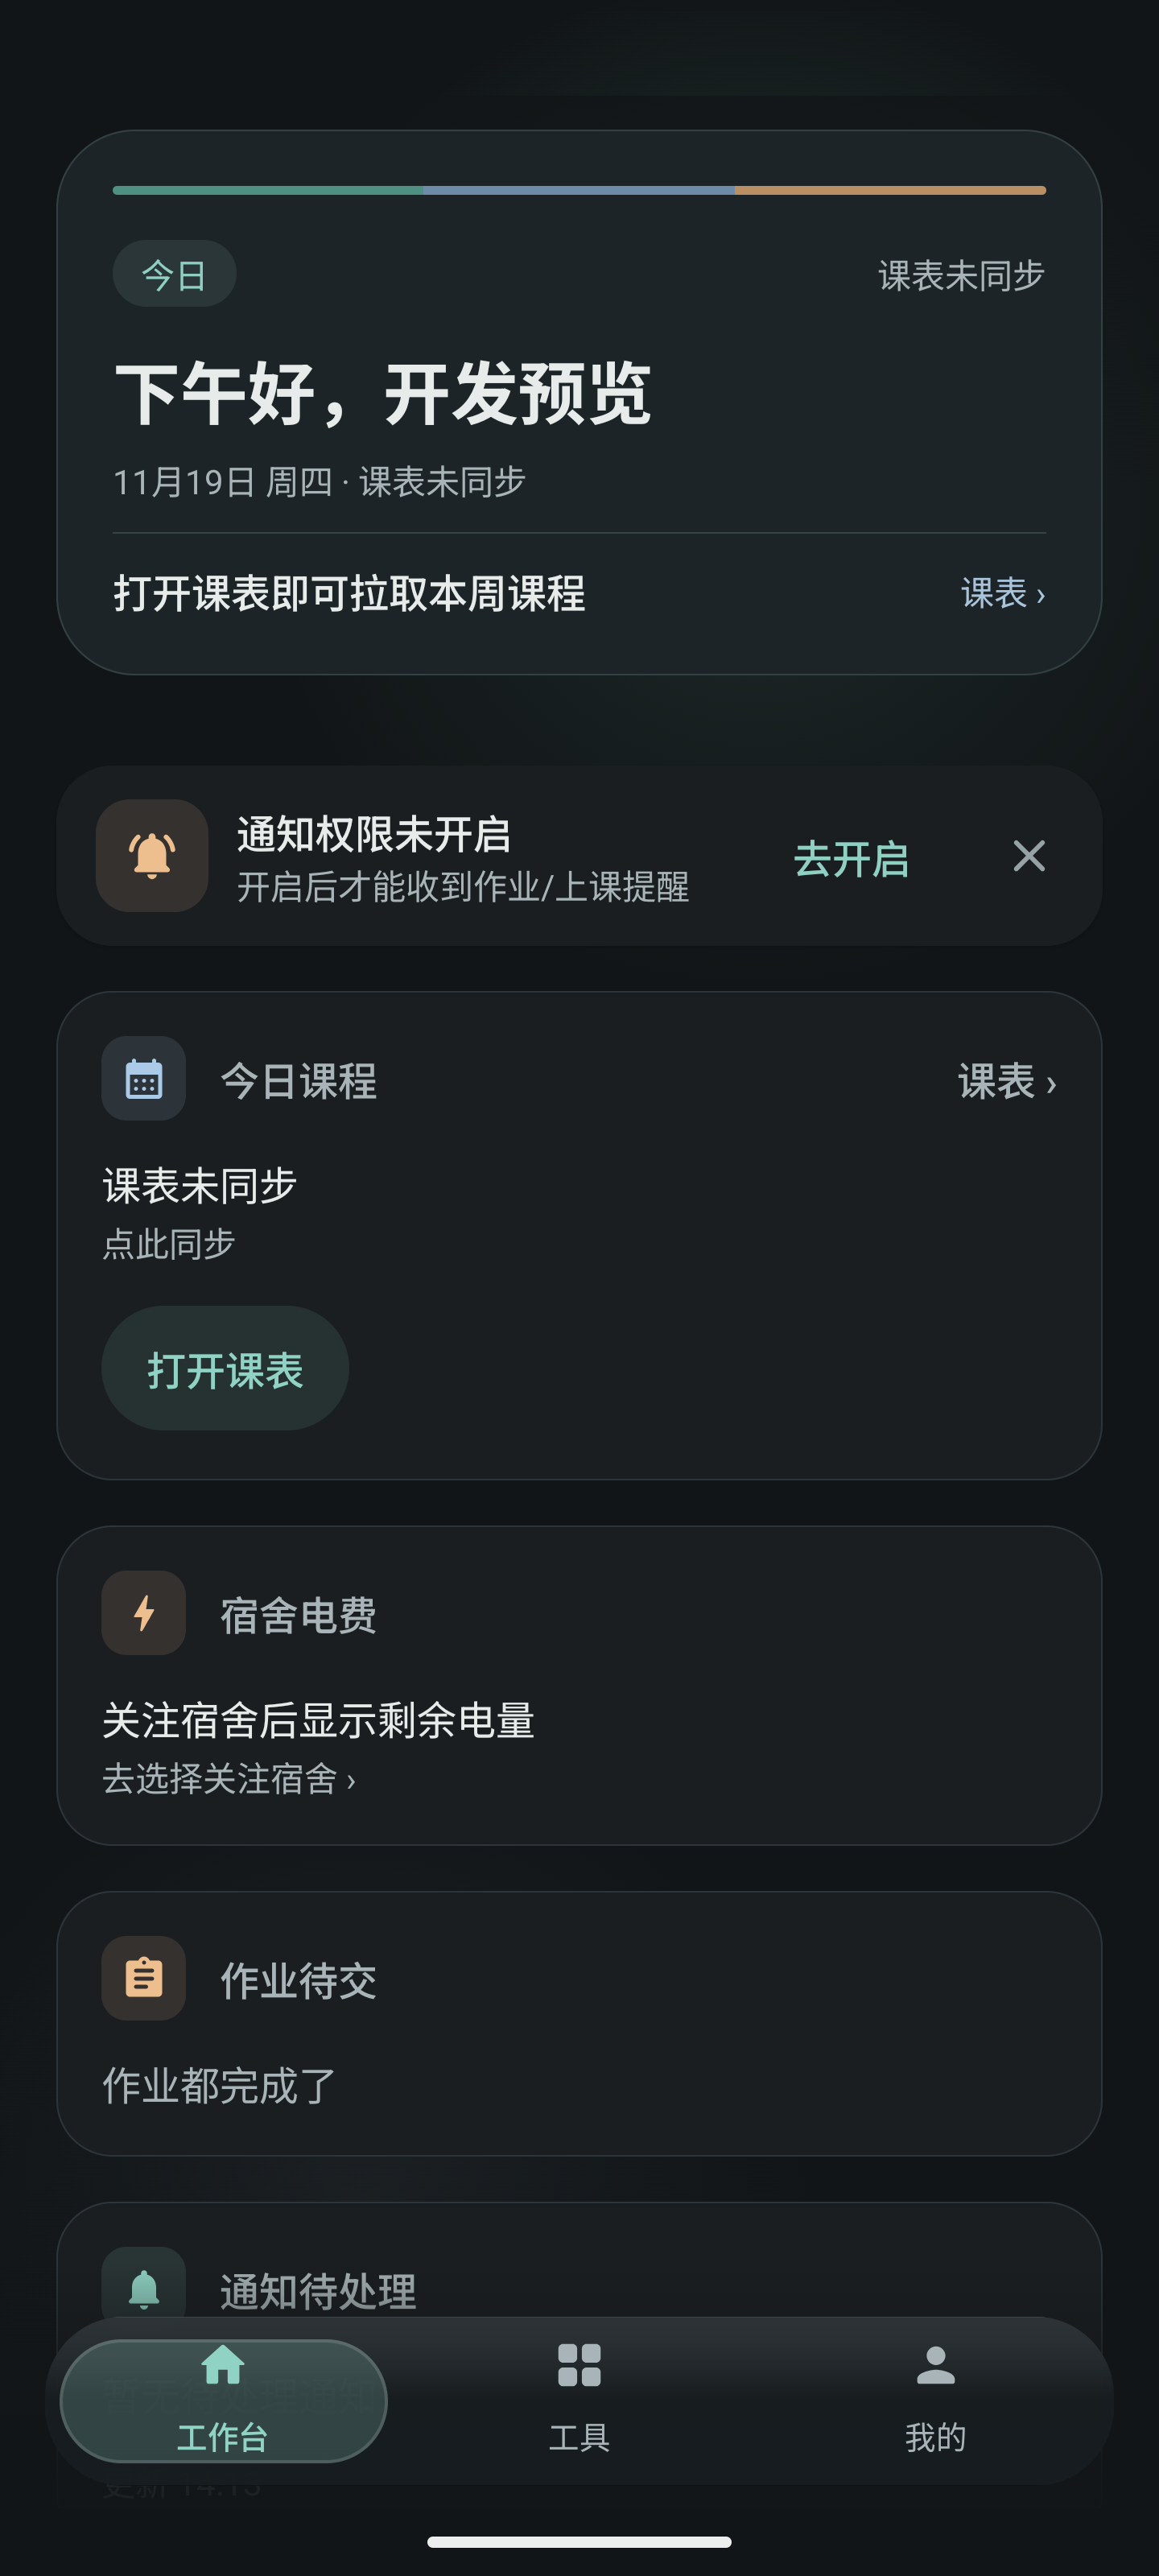 今日
课表未同步
下午好，开发预览
11月19日 周四 · 课表未同步
打开课表即可拉取本周课程
课表 ›
通知权限未开启
开启后才能收到作业/上课提醒
去开启
今日课程
课表 ›
课表未同步
点此同步
打开课表
宿舍电费
关注宿舍后显示剩余电量
去选择关注宿舍 ›
作业待交
作业都完成了
通知待处理
工作台
工具
我的